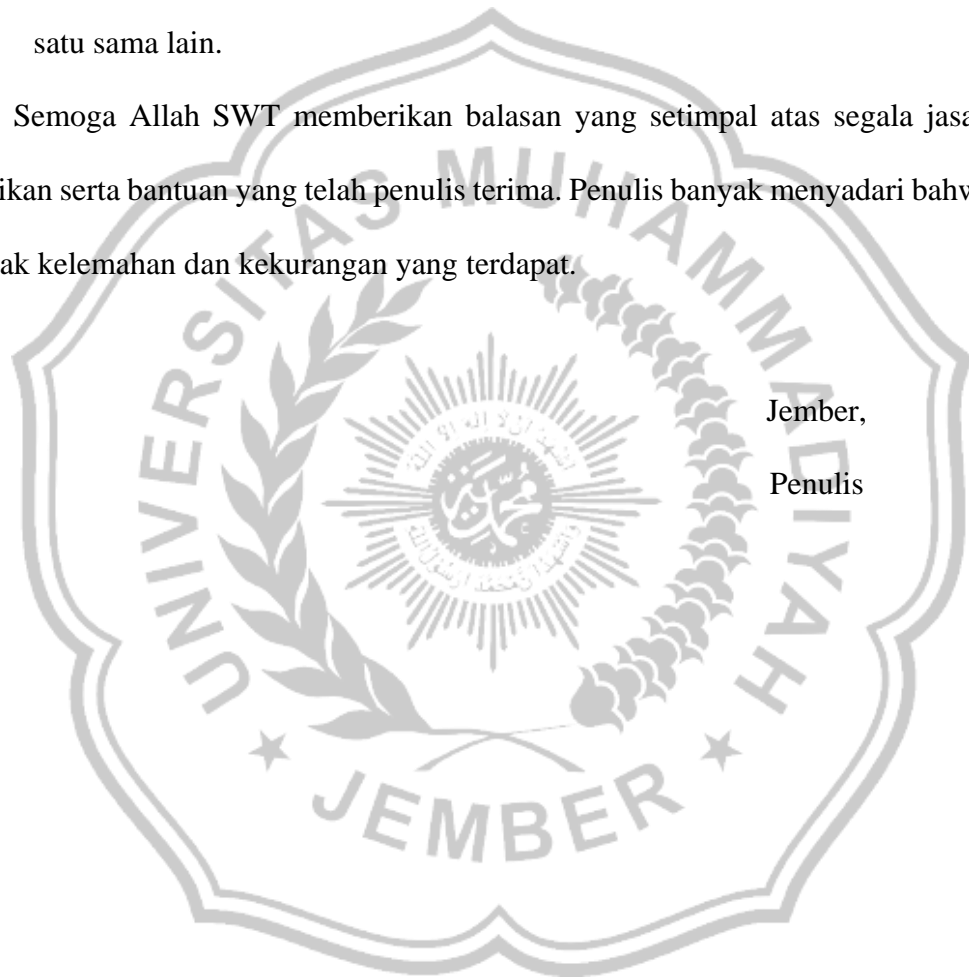 satu sama lain.
Semoga Allah SWT memberikan balasan yang setimpal atas segala jasa
ikan serta bantuan yang telah penulis terima. Penulis banyak menyadari bahw
ak kelemahan dan kekurangan yang terdapat.
Jember,
Penulis
UNIVERSITAS MUHAMMADIYAH
JEMBER